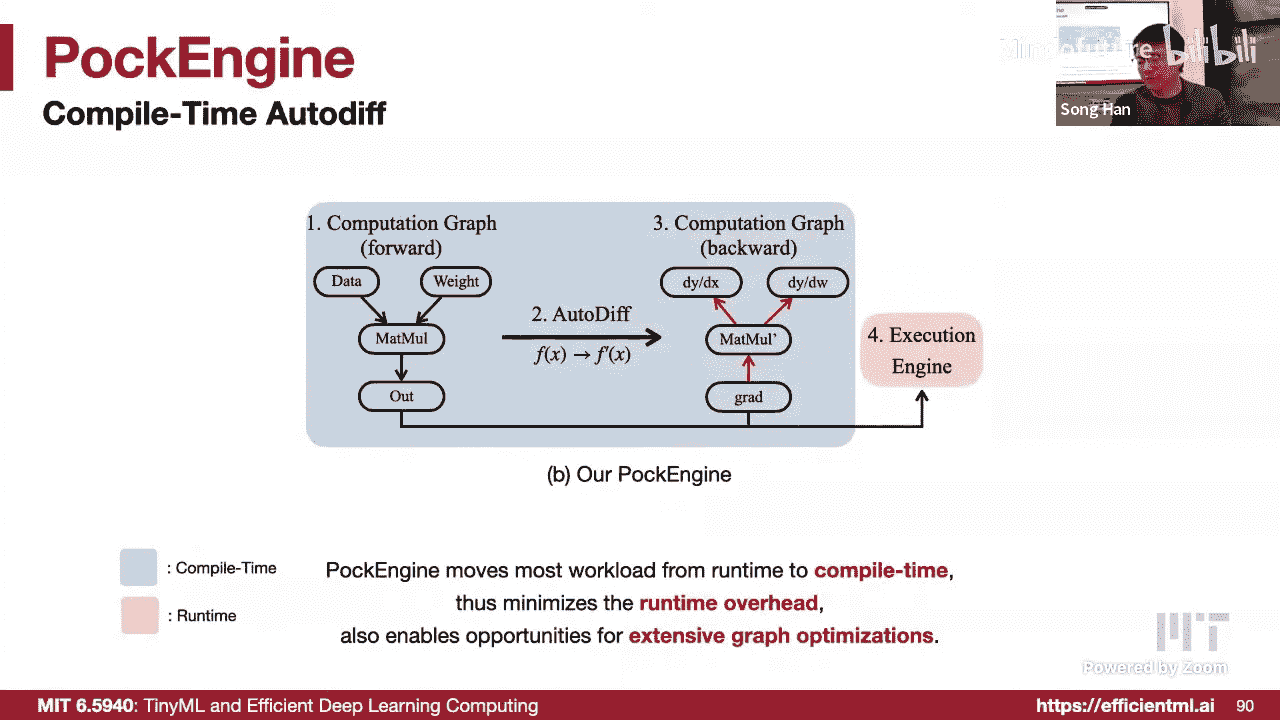 PockEngine
Compile-Time Autodiff
bilibili
Song Han
1. Computation Graph
(forward)
Data
Weight
MatMul
Out
2. AutoDiff
f(x) → f'(x)
3. Computation Graph
(backward)
dy/dx
dy/dw
MatMul’
grad
4. Execution
Engine
(b) Our PockEngine
: Compile-Time
: Runtime
PockEngine moves most workload from runtime to compile-time,
thus minimizes the runtime overhead,
also enables opportunities for extensive graph optimizations.
MIT
Powered by Zoom
MIT 6.5940: TinyML and Efficient Deep Learning Computing
https://efficientml.ai
90